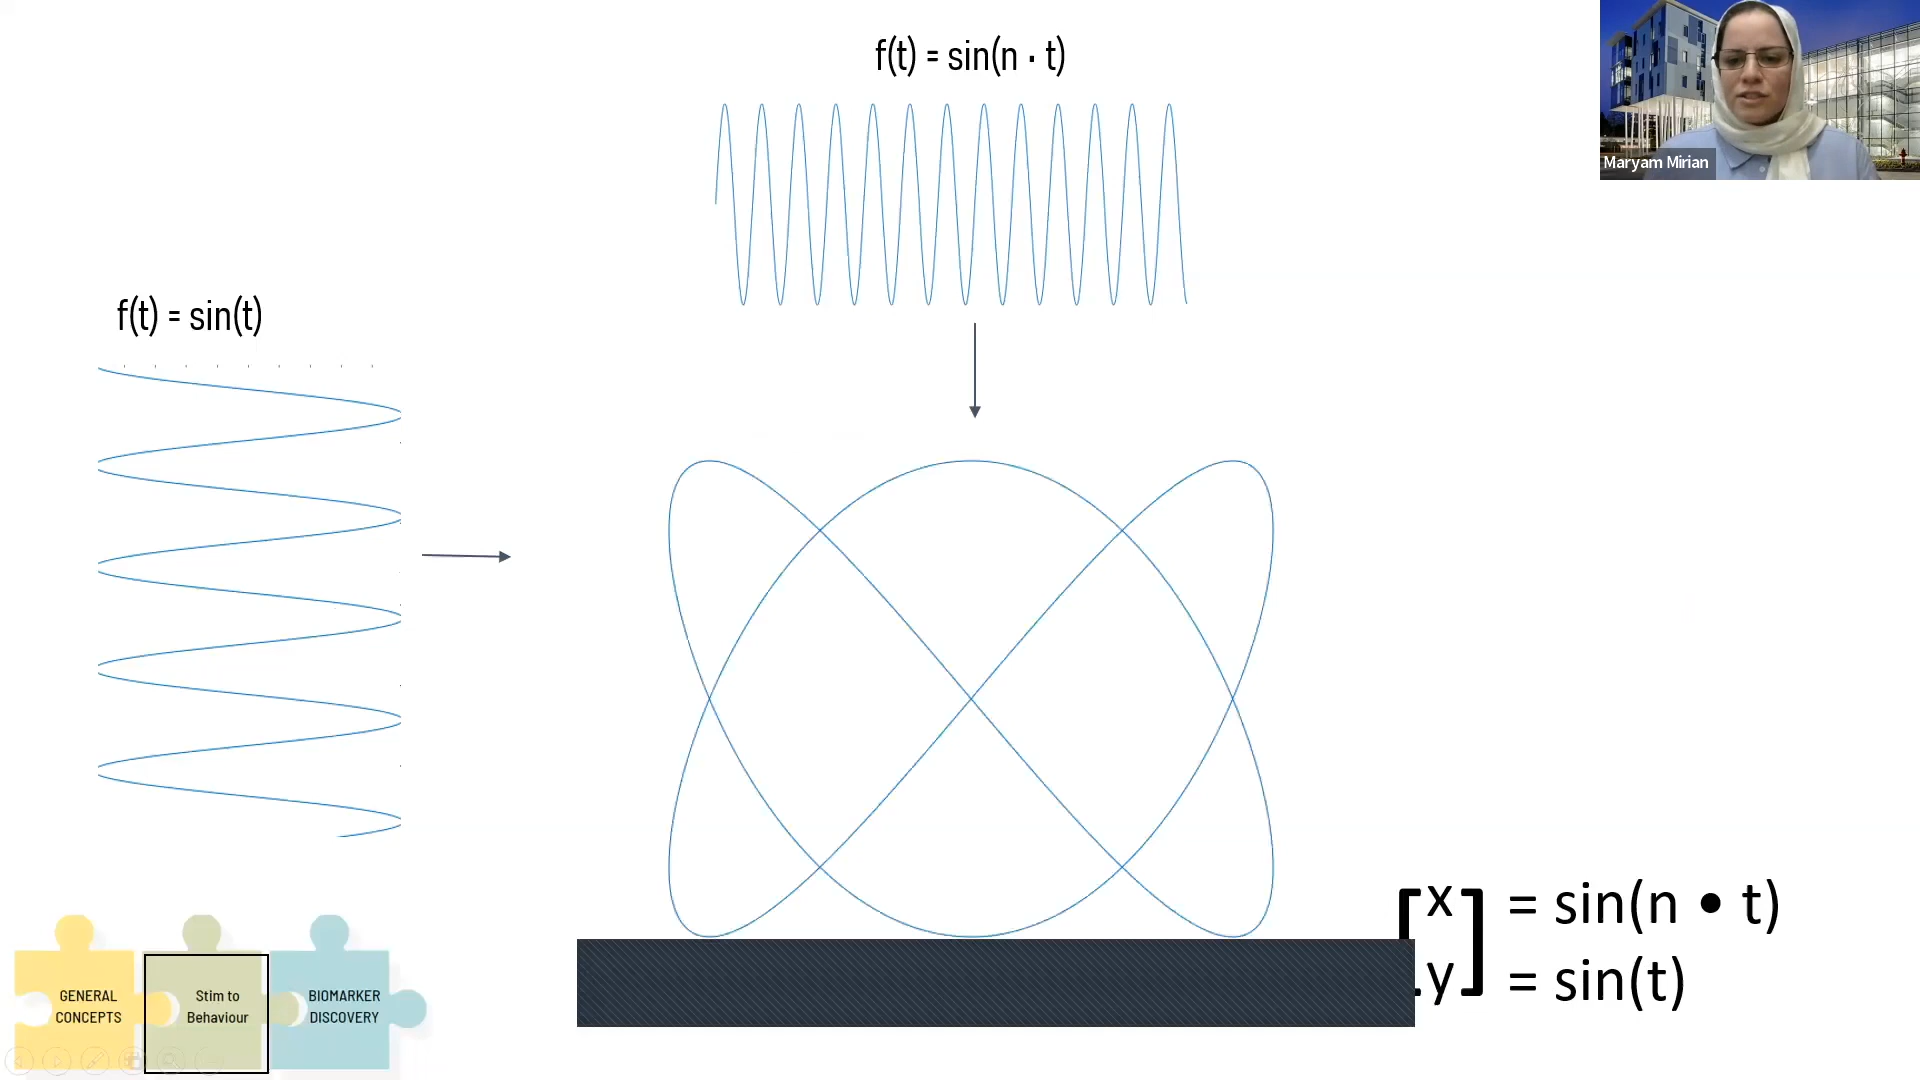 f(t) = sin(n · t)
Maryam Mirian
f(t) = sin(t)
[x] = sin(n • t)
[y] = sin(t)
GENERAL
CONCEPTS
Stim to
Behaviour
BIOMARKER
DISCOVERY